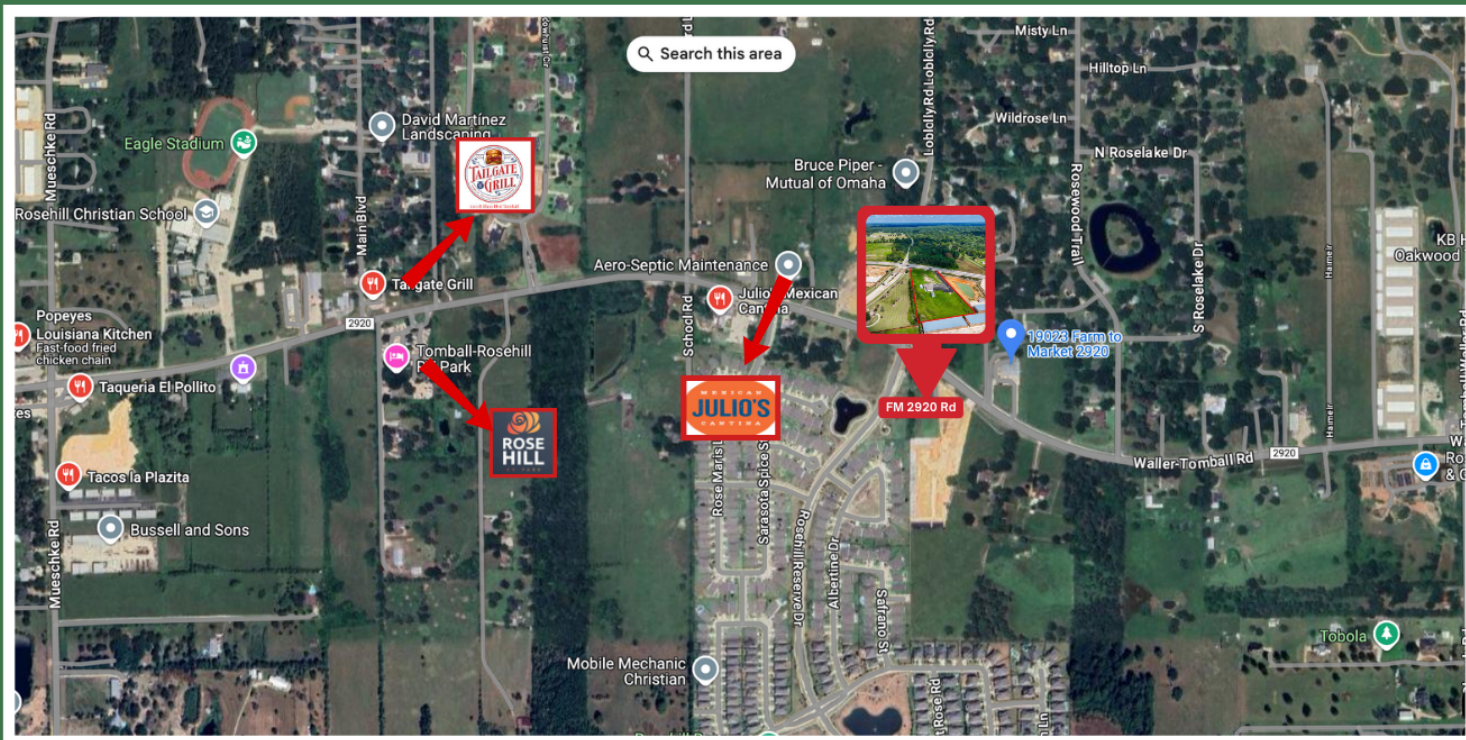 Search this area
Misty Ln
Hilltop Ln
Loblolly Rd
Loblolly Rd
Wildrose Ln
N Roselake Dr
Mueschke Rd
Eagle Stadium
David Martinez
Landscaping
TAILGATE
GRILL
Bruce Piper -
Mutual of Omaha
Rosehill Christian School
Main Blvd
Rosewood Trail
S Roselake Dr
Oakwood
Aero-Septic Maintenance
Tailgate Grill
Julio's Mexican
Cantina
School Rd
2920
Popeyes
Louisiana Kitchen
Fast-food fried
chicken chain
Tomball-Rosehill
RV Park
19023 Farm to
Market 2920
Taqueria El Pollito
MEXICAN
JULIO'S
CANTINA
FM 2920 Rd
ROSE
HILL
Waller-Tomball Rd
2920
Tacos la Plazita
Bussell and Sons
Mueschke Rd
Sarasota Spice St
Rosehill Reserve Dr
Albertine Dr
Safrano St
Tobola
Mobile Mechanic
Christian